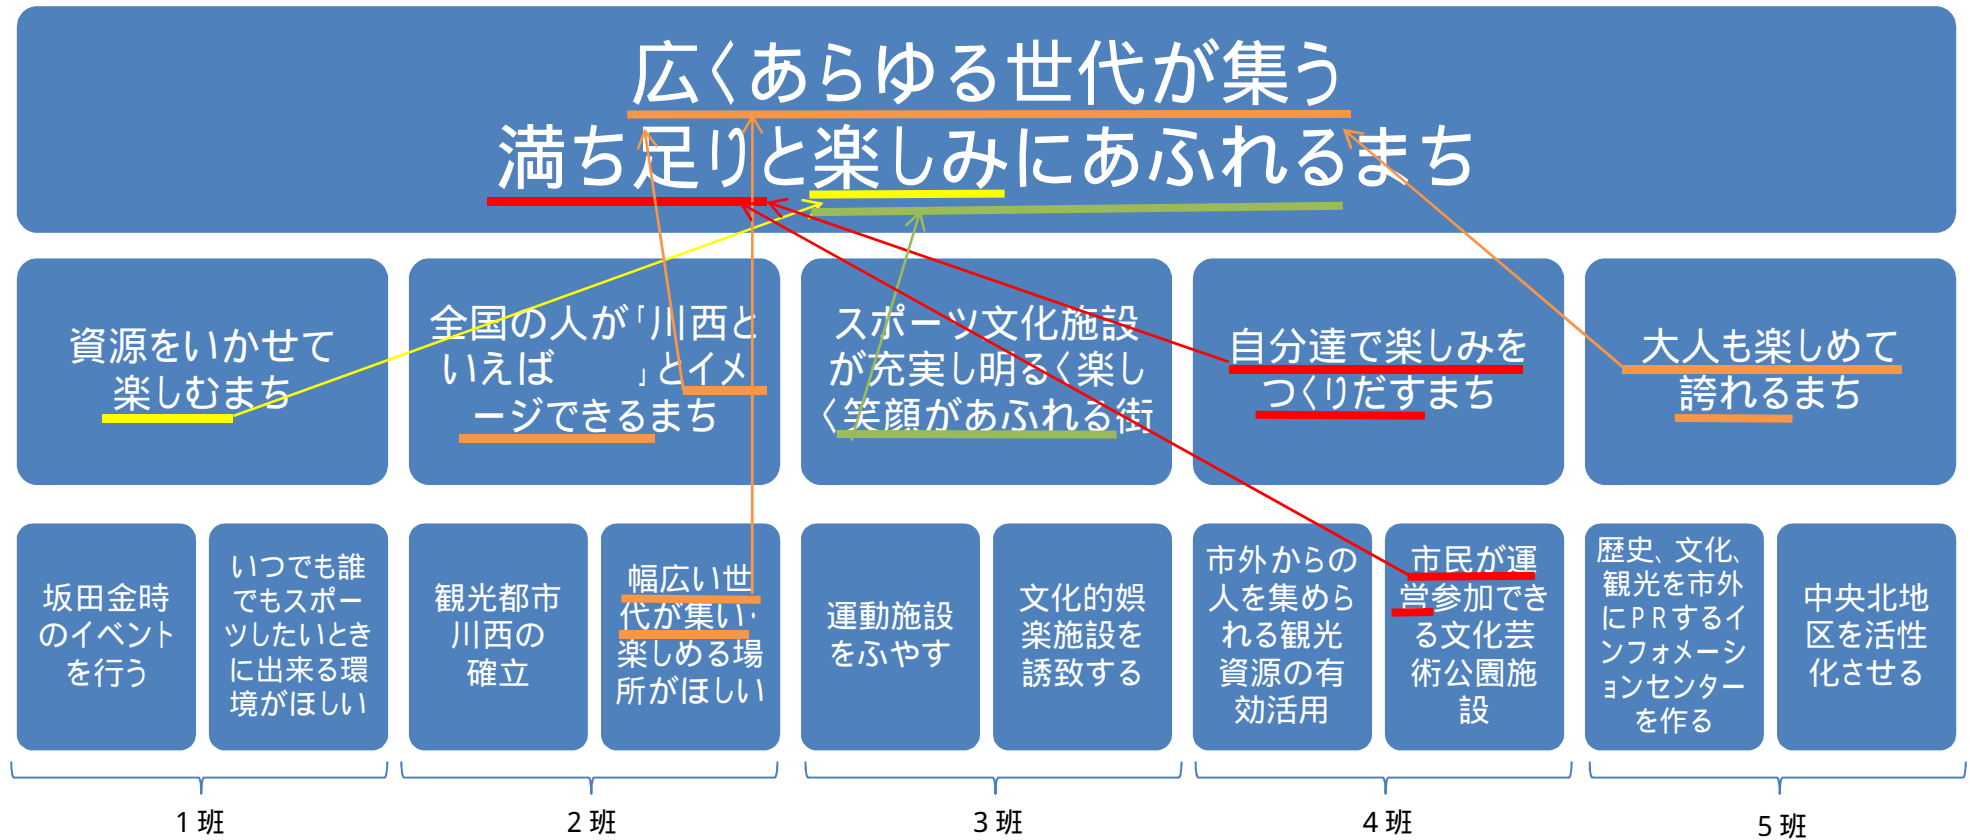 広くあらゆる世代が集う
満ち足りと楽しみにあふれるまち
資源をいかせて
楽しむまち
全国の人が「川西と
いえば　　」とイメ
ージできるまち
スポーツ文化施設
が充実し明るく楽し
く笑顔があふれる街
自分達で楽しみを
つくりだすまち
大人も楽しめて
誇れるまち
坂田金時
のイベント
を行う
いつでも誰
でもスポー
ツしたいとき
に出来る環
境がほしい
観光都市
川西の
確立
幅広い世
代が集い・
楽しめる場
所がほしい
運動施設
をふやす
文化的娯
楽施設を
誘致する
市外からの
人を集めら
れる観光
資源の有
効活用
市民が運
営参加でき
る文化芸
術公園施
設
歴史、文化、
観光を市外
にPRするイ
ンフォメーシ
ョンセンター
を作る
中央北地
区を活性
化させる
1班
2班
3班
4班
5班